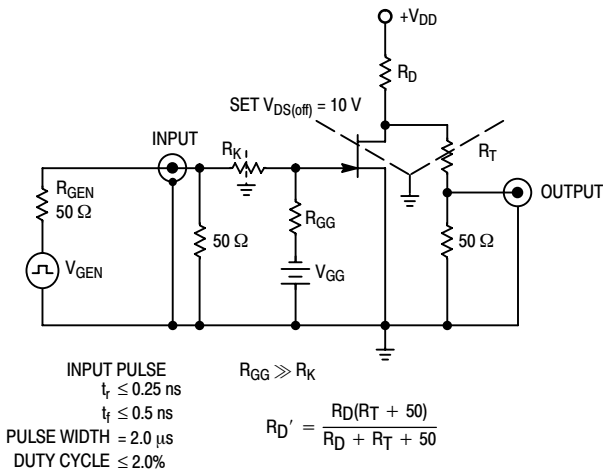 +VDD
RD
SET VDS(off) = 10 V
INPUT
RK
RT
RGEN
50 Ω
OUTPUT
RGG
50 Ω
50 Ω
VGEN
VGG
INPUT PULSE
tr ≤ 0.25 ns
tf ≤ 0.5 ns
PULSE WIDTH = 2.0 μs
DUTY CYCLE ≤ 2.0%
RGG ≫ RK
RD′ = RD(RT + 50)
RD + RT + 50